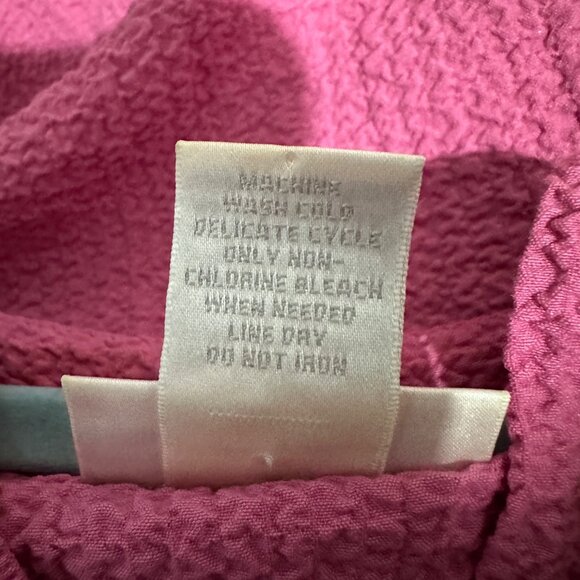 MACHINE
WASH COLD
DELICATE CYCLE
ONLY NON-
CHLORINE BLEACH
WHEN NEEDED
LINE DRY
DO NOT IRON